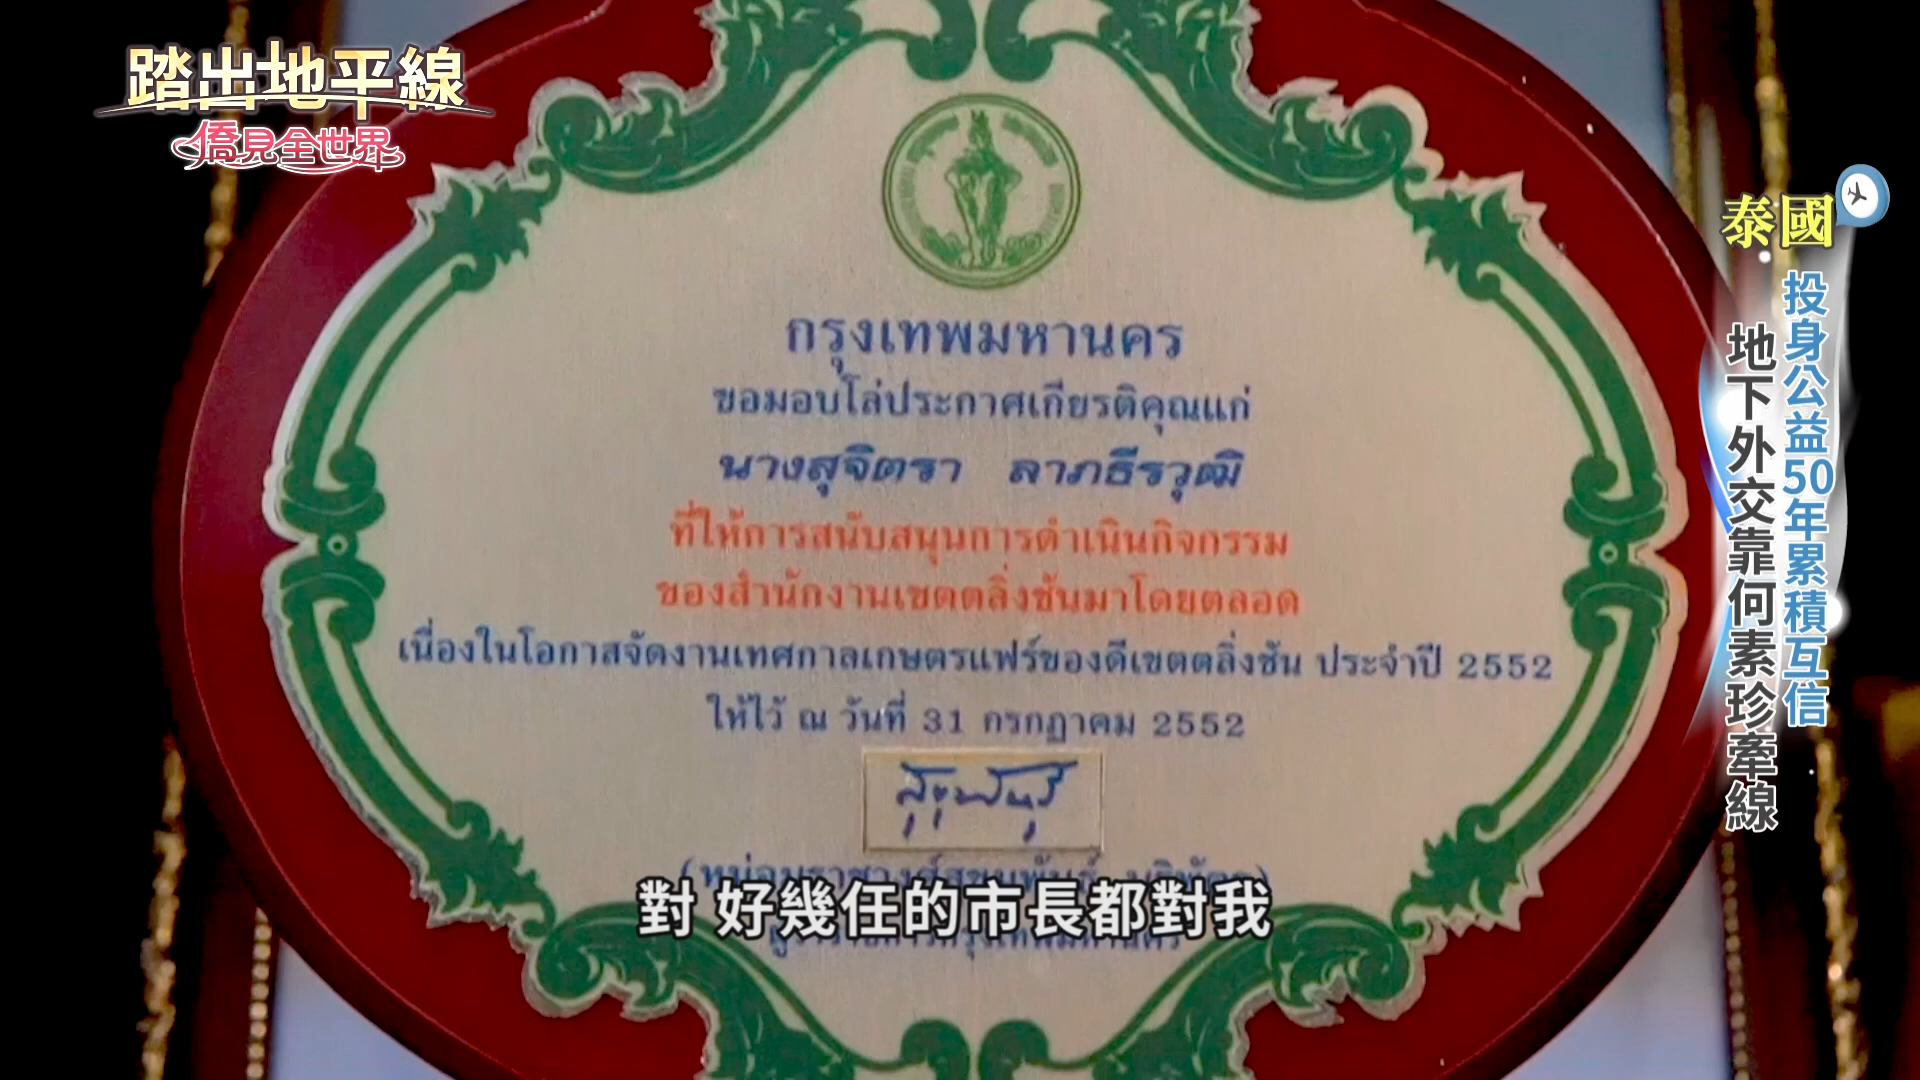 踏出地平線
僑見全世界
泰國
投身公益50年累積互信
地下外交靠何素珍牽線
กรุงเทพมหานคร
ขอมอบโล่ประกาศเกียรติคุณแก่
นางสุจิตรา ลาภธีรวุฒิ
ที่ให้การสนับสนุนการดำเนินกิจกรรม
ของสำนักงานเขตตลิ่งชันมาโดยตลอด
เนื่องในโอกาสจัดงานเทศกาลเกษตรแฟร์ของดีเขตตลิ่งชัน ประจำปี 2552
ให้ไว้ ณ วันที่ 31 กรกฎาคม 2552
對 好幾任的市長都對我